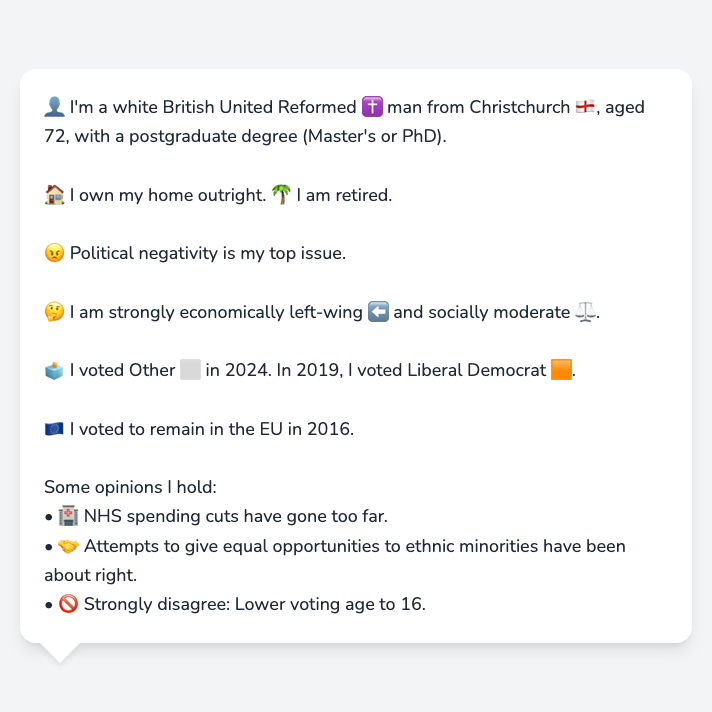 👤 I'm a white British United Reformed ✝️ man from Christchurch 🏴󠁧󠁢󠁥󠁮󠁧󠁿, aged
72, with a postgraduate degree (Master's or PhD).
🏠 I own my home outright. 🌴 I am retired.
😠 Political negativity is my top issue.
🤔 I am strongly economically left-wing ⬅️ and socially moderate ⚖️.
🗳️ I voted Other ⬜ in 2024. In 2019, I voted Liberal Democrat 🟧.
🇪🇺 I voted to remain in the EU in 2016.
Some opinions I hold:
• 🏥 NHS spending cuts have gone too far.
• 🤝 Attempts to give equal opportunities to ethnic minorities have been
about right.
• 🚫 Strongly disagree: Lower voting age to 16.